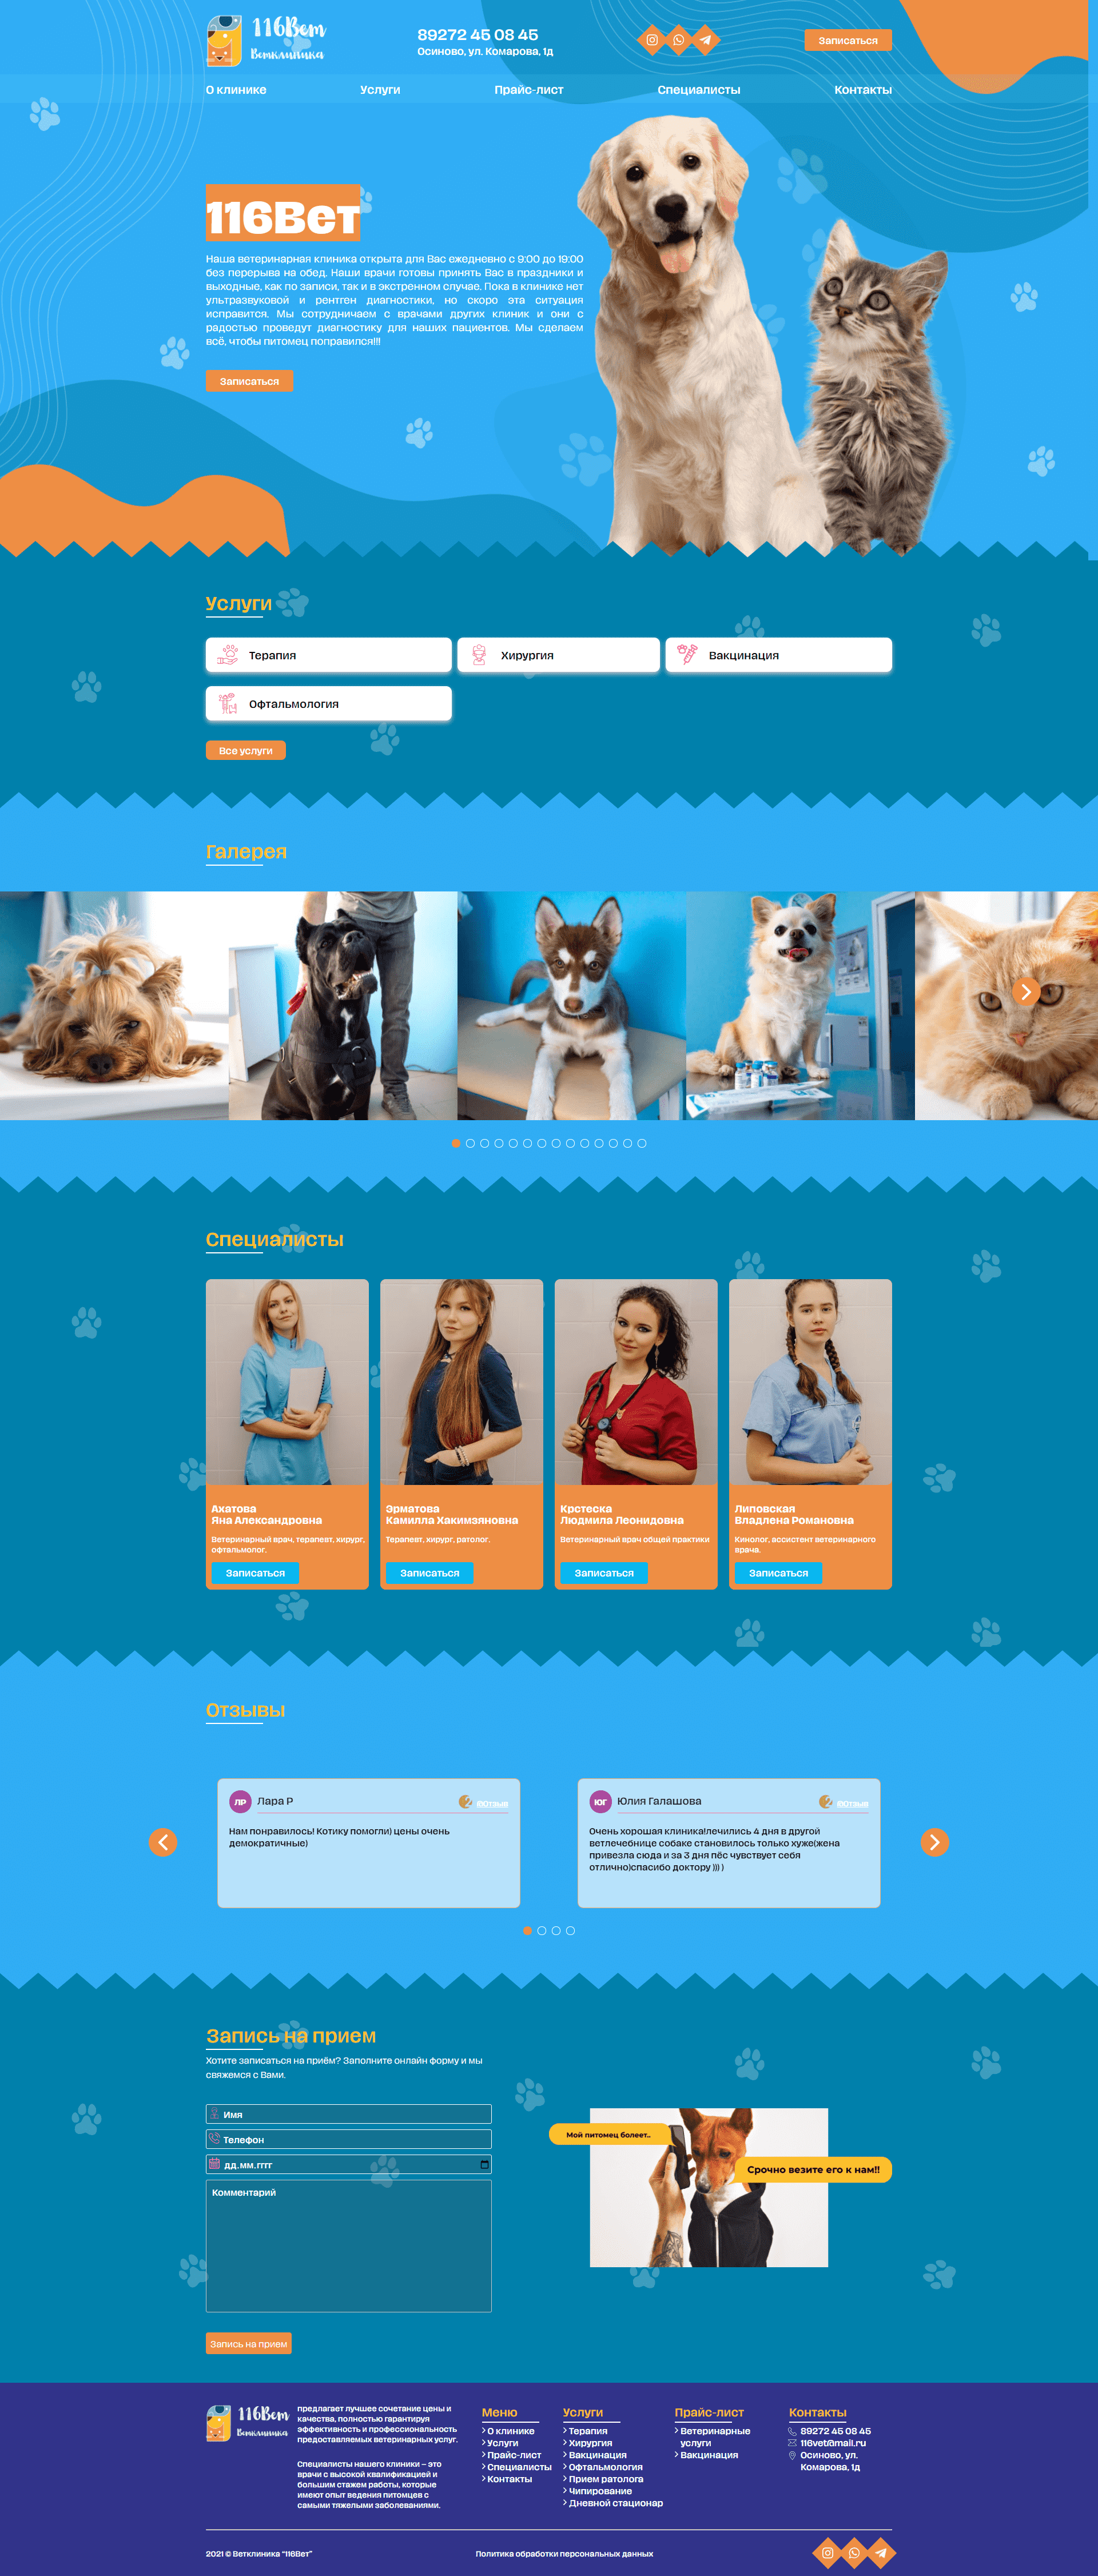 116Вет
Ветклиника
89272 45 08 45
Осиново, ул. Комарова, 1д
Записаться
О клинике
Услуги
Прайс-лист
Специалисты
Контакты
116Вет
Наша ветеринарная клиника открыта для Вас ежедневно с 9:00 до 19:00
без перерыва на обед. Наши врачи готовы принять Вас в праздники и
выходные, как по записи, так и в экстренном случае. Пока в клинике нет
ультразвуковой и рентген диагностики, но скоро эта ситуация
исправится. Мы сотрудничаем с врачами других клиник и они с
радостью проведут диагностику для наших пациентов. Мы сделаем
всё, чтобы питомец поправился!!!
Записаться
Услуги
Терапия
Хирургия
Вакцинация
Офтальмология
Все услуги
Галерея
Специалисты
Ахатова
Яна Александровна
Ветеринарный врач, терапевт, хирург,
офтальмолог.
Записаться
Эрматова
Камилла Хакимзяновна
Терапевт, хирург, ратолог.
Записаться
Крстеска
Людмила Леонидовна
Ветеринарный врач общей практики
Записаться
Липовская
Владлена Романовна
Кинолог, ассистент ветеринарного
врача.
Записаться
Отзывы
ЛР
Лара Р
Нам понравилось! Котику помогли) цены очень
демократичные)
ЮГ
Юлия Галашова
Очень хорошая клиника!лечились 4 дня в другой
ветлечебнице собаке становилось только хуже(жена
привезла сюда и за 3 дня пёс чувствует себя
отлично)спасибо доктору ))) )
Запись на прием
Хотите записаться на приём? Заполните онлайн форму и мы
свяжемся с Вами.
Имя
Телефон
дд.мм.гггг
Комментарий
Запись на прием
Мой питомец болеет..
Срочно везите его к нам!!
116Вет
Ветклиника
предлагает лучшее сочетание цены и
качества, полностью гарантируя
эффективность и профессиональность
предоставляемых ветеринарных услуг.
Специалисты нашего клиники – это
врачи с высокой квалификацией и
большим стажем работы, которые
имеют опыт ведения питомцев с
самыми тяжелыми заболеваниями.
Меню
О клинике
Услуги
Прайс-лист
Специалисты
Контакты
Услуги
Терапия
Хирургия
Вакцинация
Офтальмология
Прием ратолога
Чипирование
Дневной стационар
Прайс-лист
Ветеринарные
услуги
Вакцинация
Контакты
89272 45 08 45
116vet@mail.ru
Осиново, ул.
Комарова, 1д
2021 © Ветклиника "116Вет"
Политика обработки персональных данных